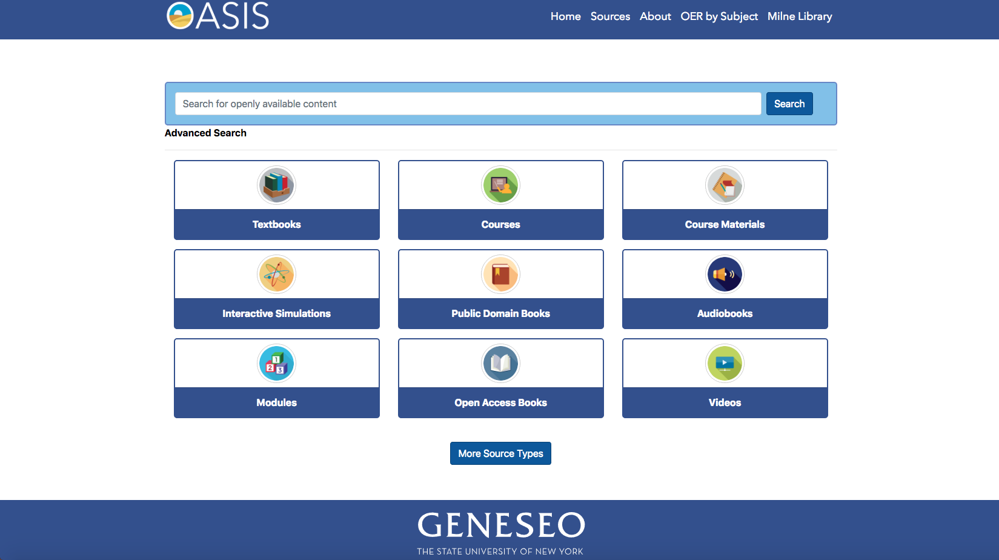 OASIS
Home Sources About OER by Subject Milne Library
Search for openly available content
Search
Advanced Search
Textbooks
Courses
Course Materials
Interactive Simulations
Public Domain Books
Audiobooks
1
2 3
Modules
Open Access Books
Videos
More Source Types
GENESEO
THE STATE UNIVERSITY OF NEW YORK